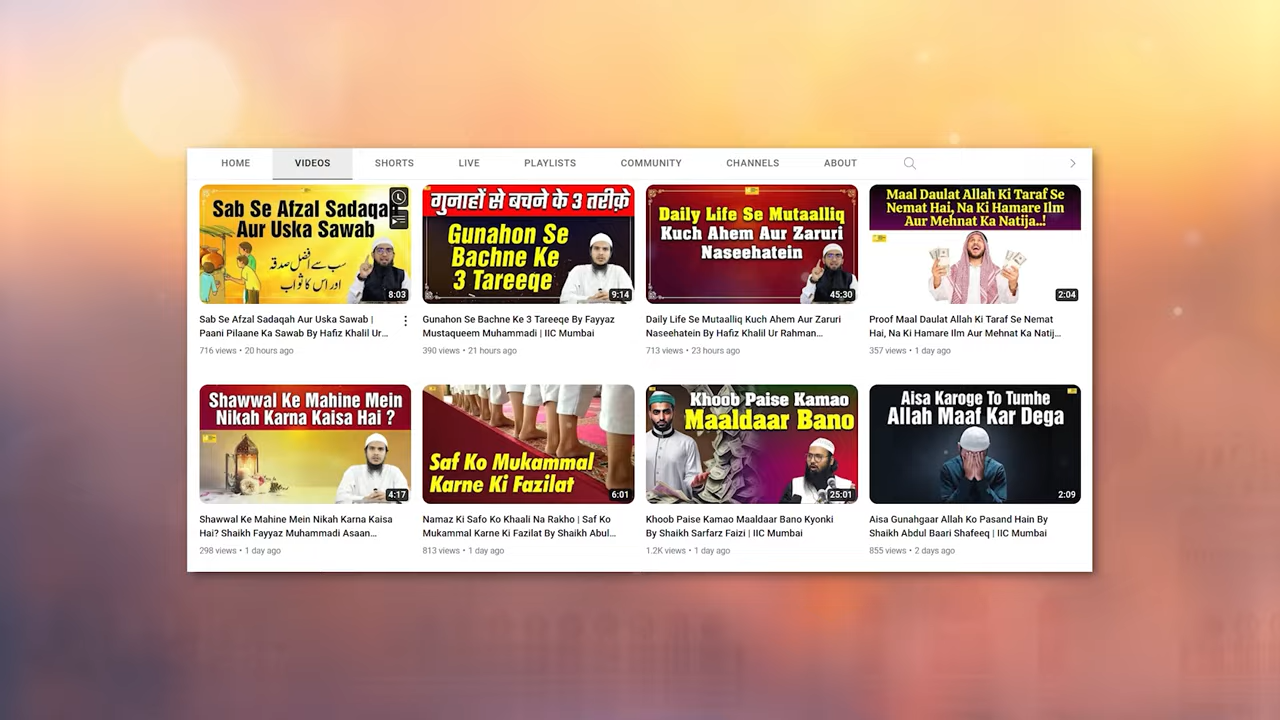 HOME VIDEOS SHORTS LIVE PLAYLISTS COMMUNITY CHANNELS ABOUT
Sab Se Afzal Sadaqa
Aur Uska Sawab
سب سے افضل صدقہ
اور اس کا ثواب
8:03
गुनाहों से बचने के 3 तरीक़े
Gunahon Se
Bachne Ke
3 Tareeqe
9:14
Daily Life Se Mutaalliq
Kuch Ahem Aur Zaruri
Naseehatein
45:30
Maal Daulat Allah Ki Taraf Se
Nemat Hai, Na Ki Hamare Ilm
Aur Mehnat Ka Natija..!
2:04
Sab Se Afzal Sadaqah Aur Uska Sawab |
Paani Pilaane Ka Sawab By Hafiz Khalil Ur...
716 views • 20 hours ago
Gunahon Se Bachne Ke 3 Tareeqe By Fayyaz
Mustaqueem Muhammadi | IIC Mumbai
390 views • 21 hours ago
Daily Life Se Mutaalliq Kuch Ahem Aur Zaruri
Naseehatein By Hafiz Khalil Ur Rahman...
713 views • 23 hours ago
Proof Maal Daulat Allah Ki Taraf Se Nemat
Hai, Na Ki Hamare Ilm Aur Mehnat Ka Natij...
357 views • 1 day ago
Shawwal Ke Mahine Mein
Nikah Karna Kaisa Hai ?
4:17
Saf Ko Mukammal
Karne Ki Fazilat
6:01
Khoob Paise Kamao
Maaldaar Bano
25:01
Aisa Karoge To Tumhe
Allah Maaf Kar Dega
2:09
Shawwal Ke Mahine Mein Nikah Karna Kaisa
Hai? Shaikh Fayyaz Muhammadi Asaan...
298 views • 1 day ago
Namaz Ki Safo Ko Khaali Na Rakho | Saf Ko
Mukammal Karne Ki Fazilat By Shaikh Abul...
813 views • 1 day ago
Khoob Paise Kamao Maaldaar Bano Kyonki
By Shaikh Sarfarz Faizi | IIC Mumbai
1.2K views • 1 day ago
Aisa Gunahgaar Allah Ko Pasand Hain By
Shaikh Abdul Baari Shafeeq | IIC Mumbai
855 views • 2 days ago